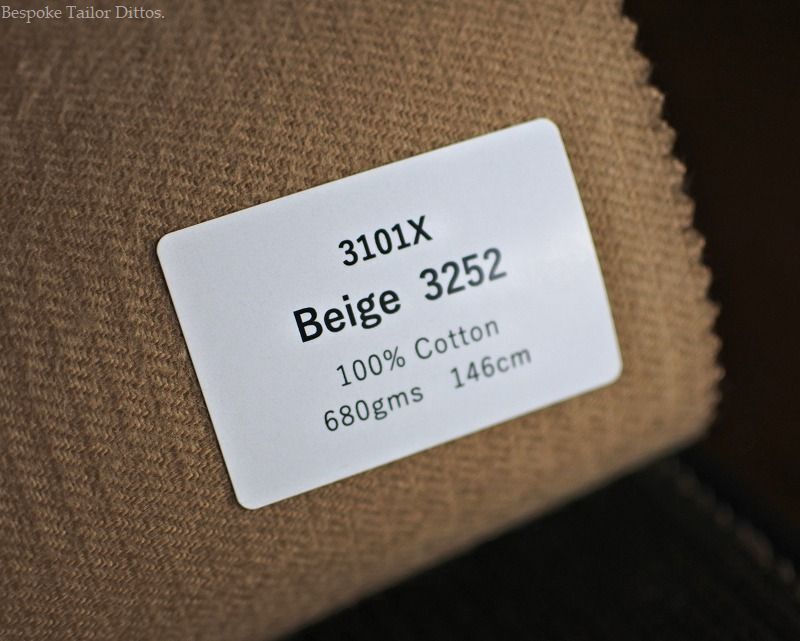 Bespoke Tailor Dittos.
3101X
Beige 3252
100% Cotton
680gms 146cm